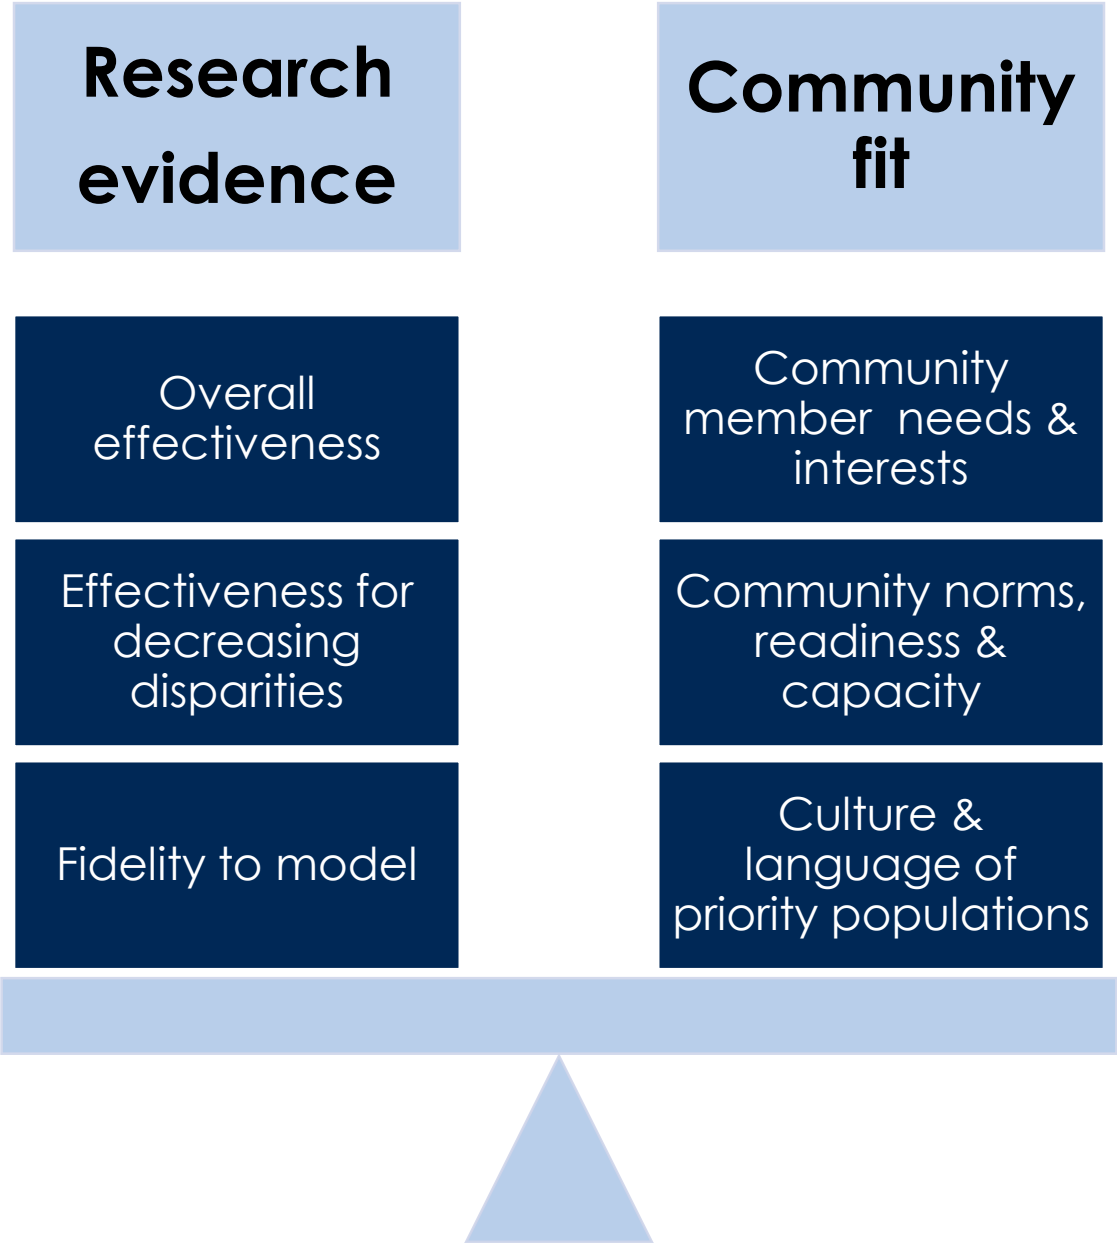 Research
evidence
Community
fit
Overall
effectiveness
Effectiveness for
decreasing
disparities
Fidelity to model
Community
member  needs &
interests
Community norms,
readiness &
capacity
Culture &
language of
priority populations